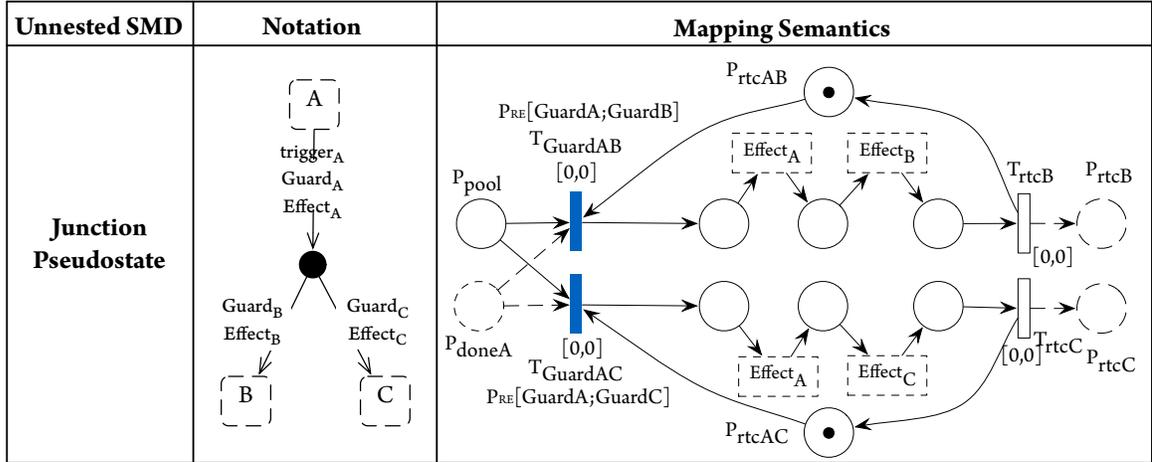 Unnested SMD
Notation
Mapping Semantics
Junction
Pseudostate
A
trigger_A
Guard_A
Effect_A
Guard_B
Effect_B
Guard_C
Effect_C
B
C
P_rtcAB
PRE[GuardA;GuardB]
T_GuardAB
[0,0]
Effect_A
Effect_B
P_pool
T_rtcB
P_rtcB
[0,0]
P_doneA
[0,0]
T_GuardAC
PRE[GuardA;GuardC]
Effect_A
Effect_C
[0,0]
T_rtcC
P_rtcC
P_rtcAC